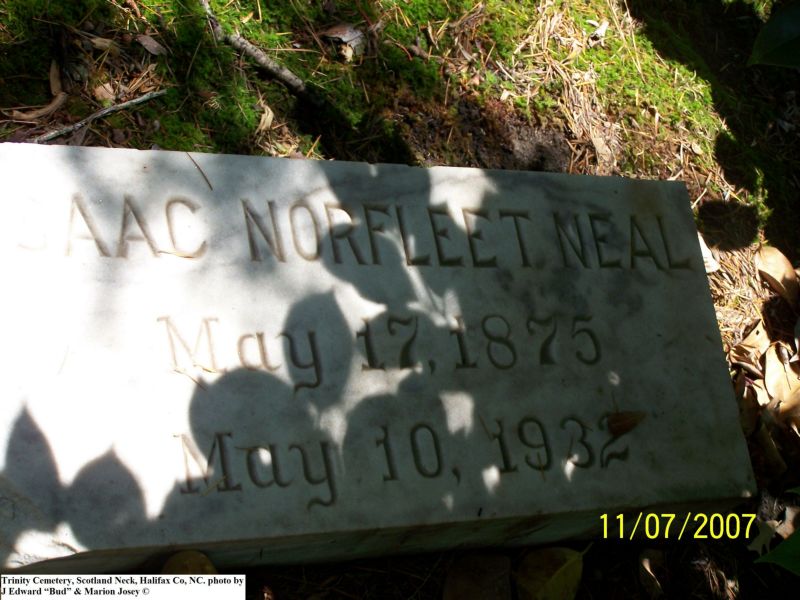 ISAAC NORFLEET NEAL
May 17, 1875
May 10, 1932
11/07/2007
Trinity Cemetery, Scotland Neck, Halifax Co, NC. photo by
J Edward “Bud” & Marion Josey ©